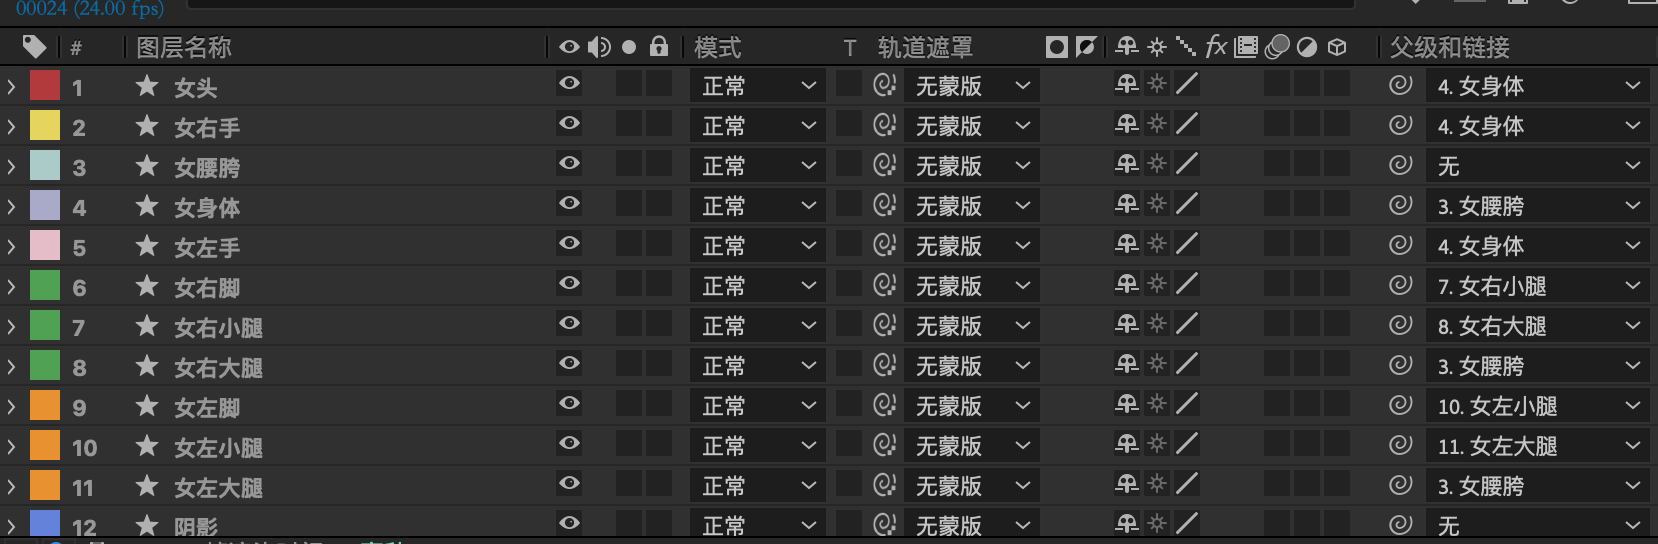 00024 (24.00 fps)
# 图层名称 模式 T 轨道遮罩 fx 父级和链接
1 女头 正常 无蒙版 4. 女身体
2 女右手 正常 无蒙版 4. 女身体
3 女腰胯 正常 无蒙版 无
4 女身体 正常 无蒙版 3. 女腰胯
5 女左手 正常 无蒙版 4. 女身体
6 女右脚 正常 无蒙版 7. 女右小腿
7 女右小腿 正常 无蒙版 8. 女右大腿
8 女右大腿 正常 无蒙版 3. 女腰胯
9 女左脚 正常 无蒙版 10. 女左小腿
10 女左小腿 正常 无蒙版 11. 女左大腿
11 女左大腿 正常 无蒙版 3. 女腰胯
12 阴影 正常 无蒙版 无